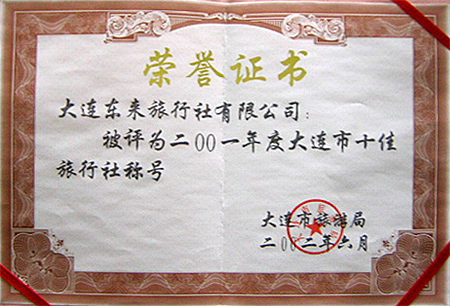 荣誉证书
大连东来旅行社有限公司：
被评为二00一年度大连市十佳
旅行社称号
大连市旅游局
二00二年六月